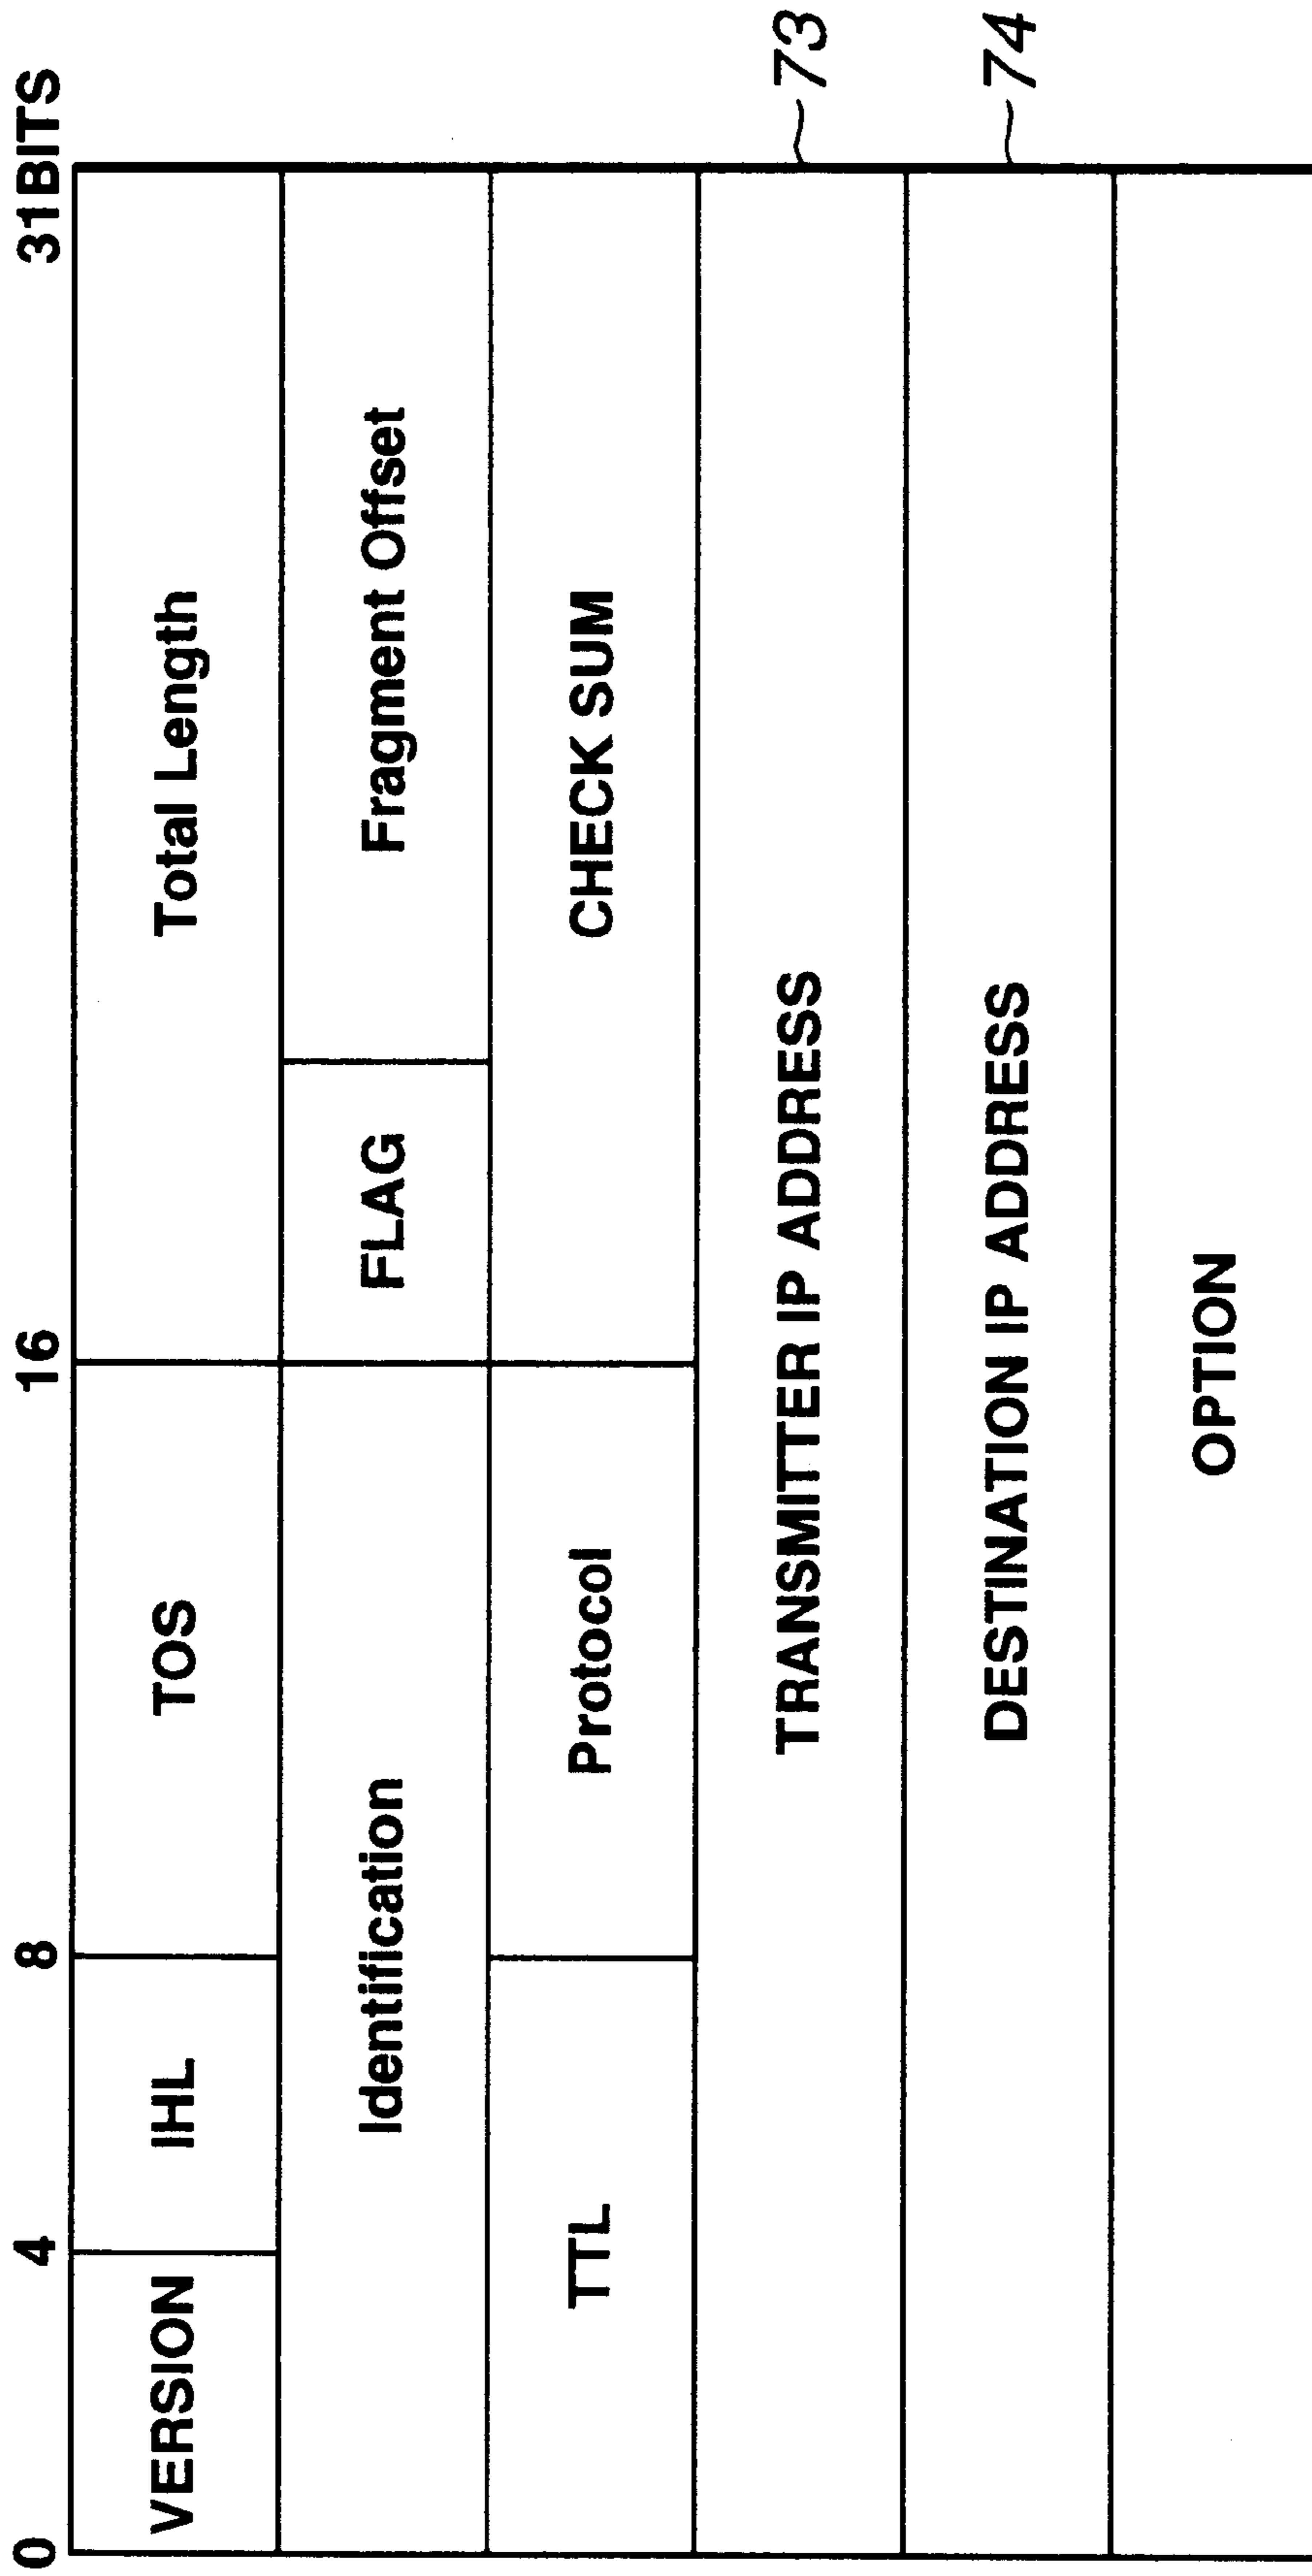 0 4 8 16 31BITS
VERSION IHL TOS Total Length
Identification FLAG Fragment Offset
TTL Protocol CHECK SUM
TRANSMITTER IP ADDRESS 73
DESTINATION IP ADDRESS 74
OPTION